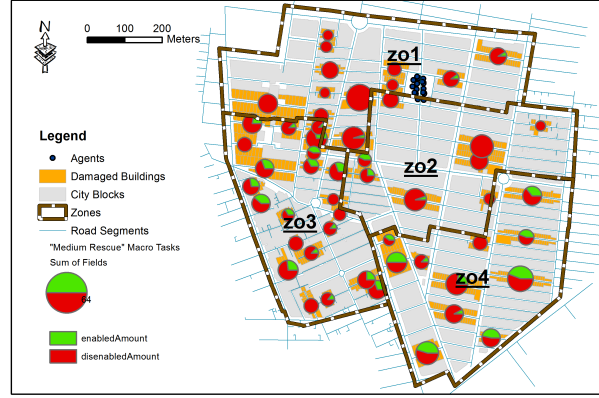 N
0 100 200
Meters
zo1
zo2
zo3
zo4
Legend
Agents
Damaged Buildings
City Blocks
Zones
Road Segments
"Medium Rescue" Macro Tasks
Sum of Fields
64
enabledAmount
disenabledAmount